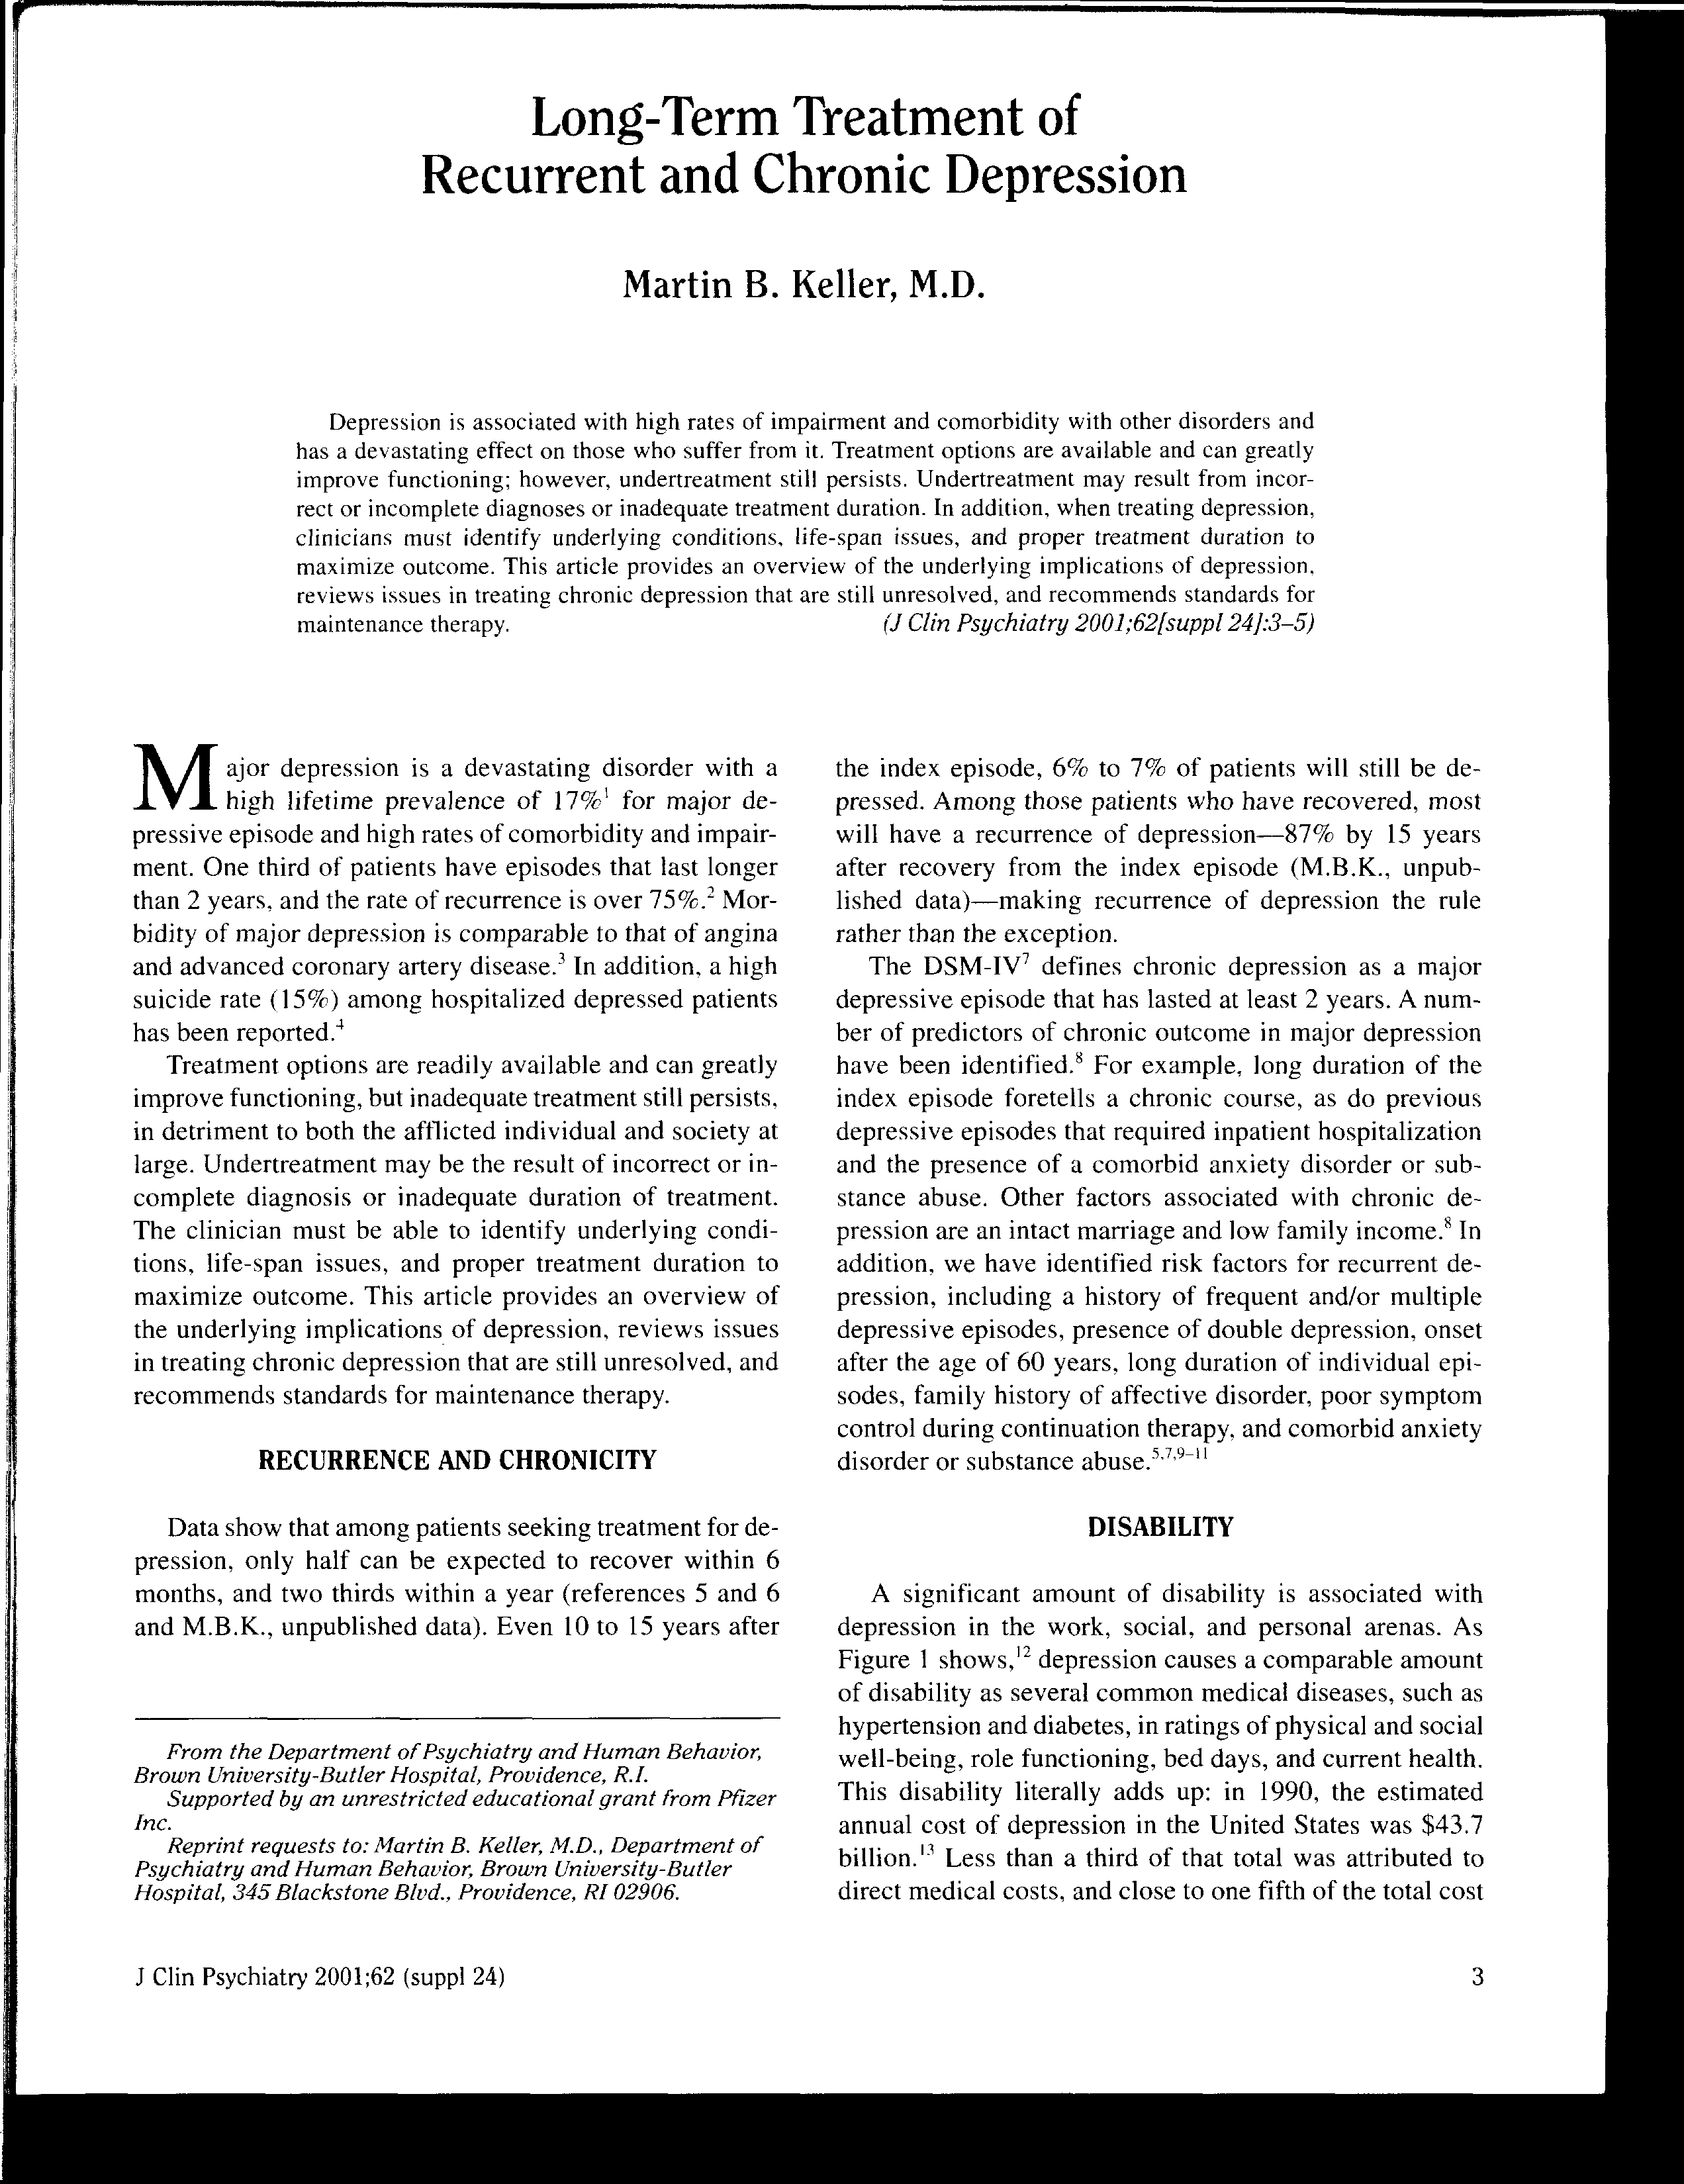 Long-Term Treatment of
Recurrent and Chronic Depression
Martin B. Keller, M.D.
Depression is associated with high rates of impairment and comorbidity with other disorders and
has a devastating effect on those who suffer from it. Treatment options are available and can greatly
improve functioning; however, undertreatment still persists. Undertreatment may result from incor-
rect or incomplete diagnoses or inadequate treatment duration. In addition, when treating depression,
clinicians must identify underlying conditions, life-span issues, and proper treatment duration to
maximize outcome. This article provides an overview of the underlying implications of depression,
reviews issues in treating chronic depression that are still unresolved, and recommends standards for
maintenance therapy. (J Clin Psychiatry 2001;62[suppl 24]:3–5)
Major depression is a devastating disorder with a
high lifetime prevalence of 17%¹ for major de-
pressive episode and high rates of comorbidity and impair-
ment. One third of patients have episodes that last longer
than 2 years, and the rate of recurrence is over 75%.² Mor-
bidity of major depression is comparable to that of angina
and advanced coronary artery disease.³ In addition, a high
suicide rate (15%) among hospitalized depressed patients
has been reported.⁴
Treatment options are readily available and can greatly
improve functioning, but inadequate treatment still persists,
in detriment to both the afflicted individual and society at
large. Undertreatment may be the result of incorrect or in-
complete diagnosis or inadequate duration of treatment.
The clinician must be able to identify underlying condi-
tions, life-span issues, and proper treatment duration to
maximize outcome. This article provides an overview of
the underlying implications of depression, reviews issues
in treating chronic depression that are still unresolved, and
recommends standards for maintenance therapy.
RECURRENCE AND CHRONICITY
Data show that among patients seeking treatment for de-
pression, only half can be expected to recover within 6
months, and two thirds within a year (references 5 and 6
and M.B.K., unpublished data). Even 10 to 15 years after
From the Department of Psychiatry and Human Behavior,
Brown University-Butler Hospital, Providence, R.I.
Supported by an unrestricted educational grant from Pfizer
Inc.
Reprint requests to: Martin B. Keller, M.D., Department of
Psychiatry and Human Behavior, Brown University-Butler
Hospital, 345 Blackstone Blvd., Providence, RI 02906.
the index episode, 6% to 7% of patients will still be de-
pressed. Among those patients who have recovered, most
will have a recurrence of depression—87% by 15 years
after recovery from the index episode (M.B.K., unpub-
lished data)—making recurrence of depression the rule
rather than the exception.
The DSM-IV⁷ defines chronic depression as a major
depressive episode that has lasted at least 2 years. A num-
ber of predictors of chronic outcome in major depression
have been identified.⁸ For example, long duration of the
index episode foretells a chronic course, as do previous
depressive episodes that required inpatient hospitalization
and the presence of a comorbid anxiety disorder or sub-
stance abuse. Other factors associated with chronic de-
pression are an intact marriage and low family income.⁸ In
addition, we have identified risk factors for recurrent de-
pression, including a history of frequent and/or multiple
depressive episodes, presence of double depression, onset
after the age of 60 years, long duration of individual epi-
sodes, family history of affective disorder, poor symptom
control during continuation therapy, and comorbid anxiety
disorder or substance abuse.⁵,⁷,⁹⁻¹¹
DISABILITY
A significant amount of disability is associated with
depression in the work, social, and personal arenas. As
Figure 1 shows,¹² depression causes a comparable amount
of disability as several common medical diseases, such as
hypertension and diabetes, in ratings of physical and social
well-being, role functioning, bed days, and current health.
This disability literally adds up: in 1990, the estimated
annual cost of depression in the United States was $43.7
billion.¹³ Less than a third of that total was attributed to
direct medical costs, and close to one fifth of the total cost
J Clin Psychiatry 2001;62 (suppl 24) 3